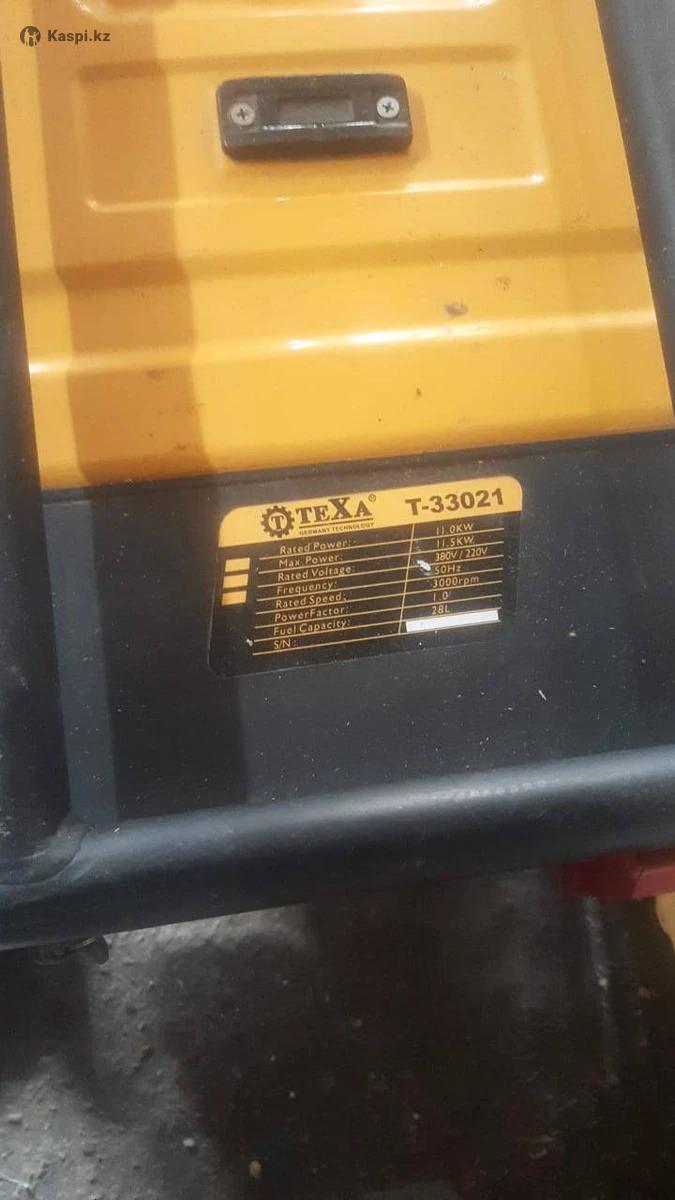 Kaspi.kz
TEXA® T-33021
GERMANY TECHNOLOGY
Rated Power: 11.0KW
Max Power: 11.5KW
Rated Voltage: 380V / 220V
Frequency: 50Hz
Rated Speed: 3000rpm
PowerFactor: 1.0
Fuel Capacity: 28L
S/N :